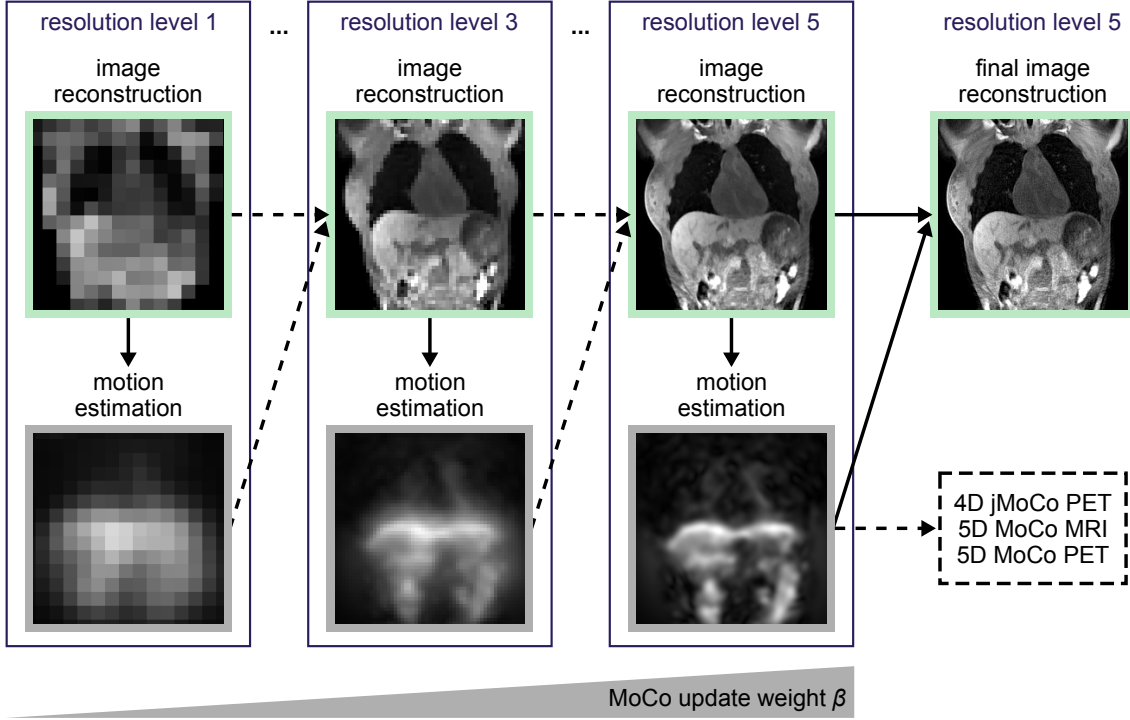 resolution level 1
...
resolution level 3
...
resolution level 5
resolution level 5
image
reconstruction
image
reconstruction
image
reconstruction
final image
reconstruction
motion
estimation
motion
estimation
motion
estimation
4D jMoCo PET
5D MoCo MRI
5D MoCo PET
MoCo update weight β